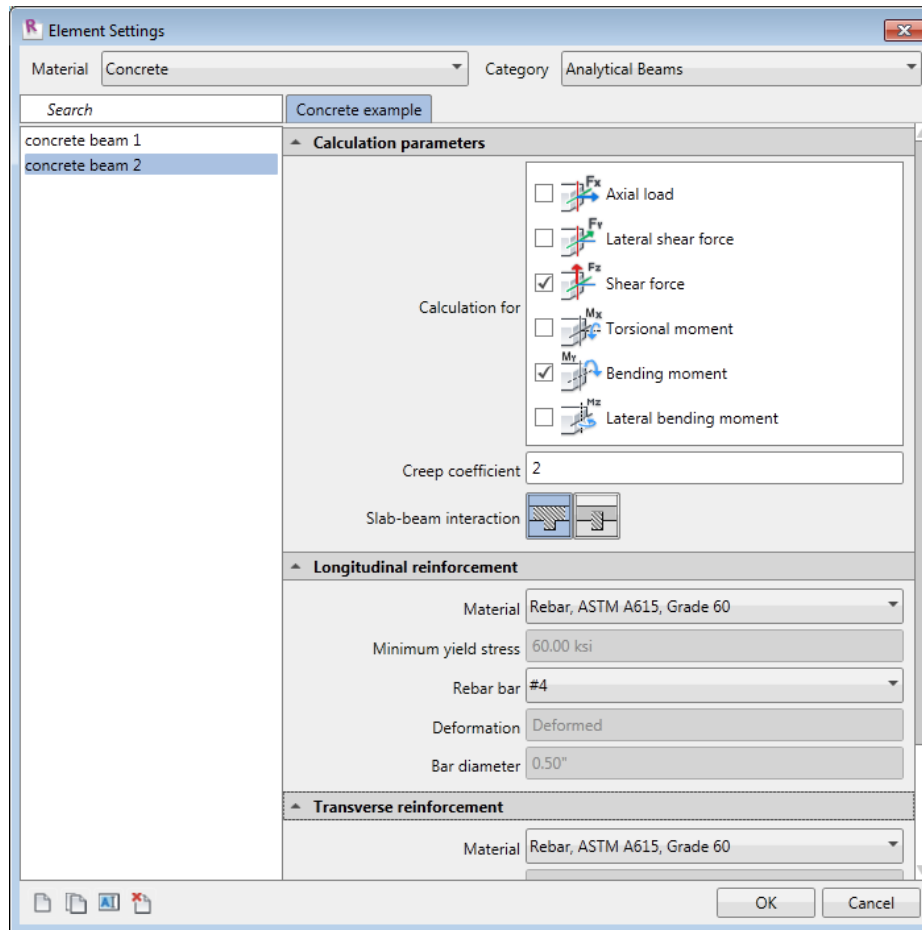 Element Settings
Material Concrete Category Analytical Beams
Search
Concrete example
concrete beam 1
concrete beam 2
Calculation parameters
Calculation for
Fx Axial load
Fy Lateral shear force
Fz Shear force
Mx Torsional moment
My Bending moment
Mz Lateral bending moment
Creep coefficient 2
Slab-beam interaction
Longitudinal reinforcement
Material Rebar, ASTM A615, Grade 60
Minimum yield stress 60.00 ksi
Rebar bar #4
Deformation Deformed
Bar diameter 0.50"
Transverse reinforcement
Material Rebar, ASTM A615, Grade 60
AI
OK Cancel